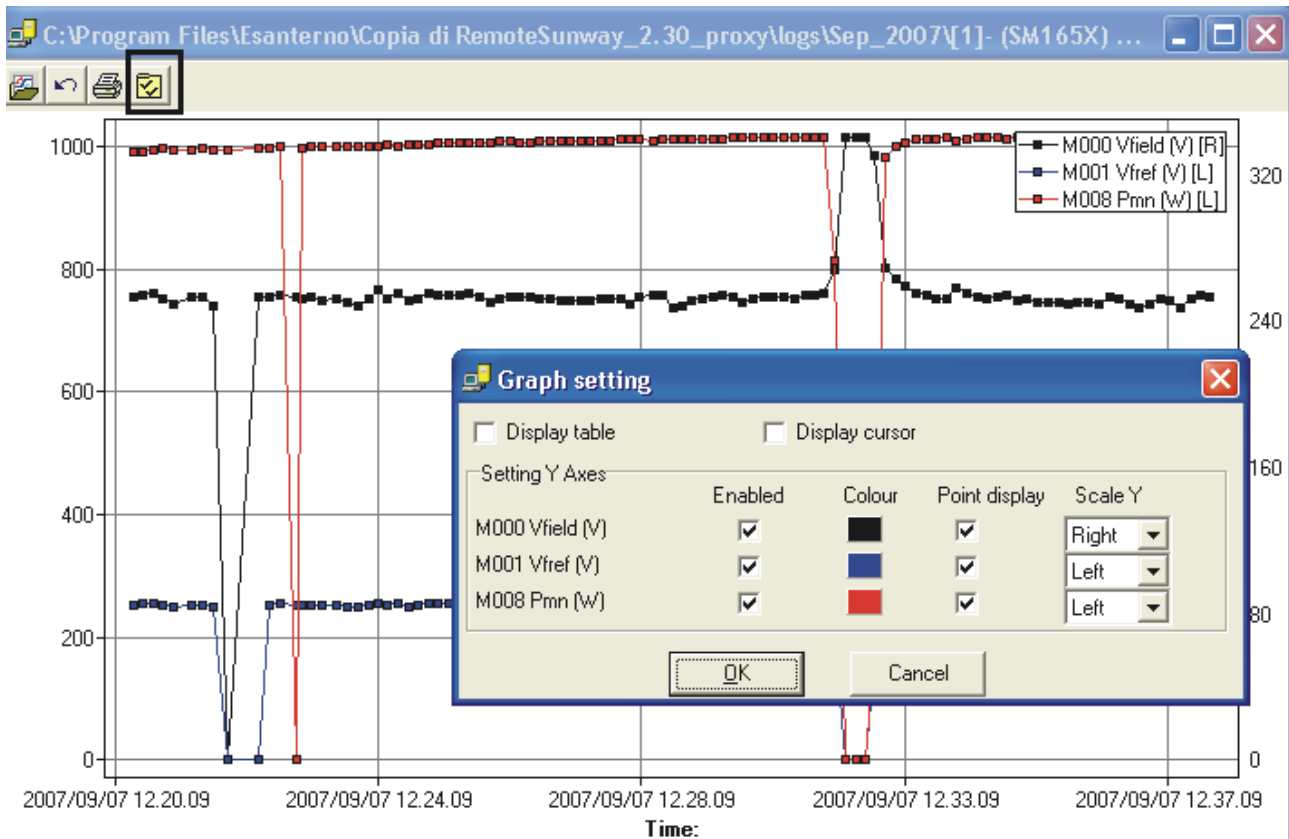 C:\Program Files\Esanterno\Copia di RemoteSunway_2.30_proxy\logs\Sep_2007\[1]- (SM165X) ...
1000
800
600
400
200
0
M000 Vfield (V) [R]
M001 Vfref (V) [L]
M008 Pmn (W) [L]
320
240
160
80
0
Graph setting
Display table
Display cursor
Setting Y Axes
Enabled Colour Point display Scale Y
M000 Vfield (V) Right
M001 Vfref (V) Left
M008 Pmn (W) Left
OK Cancel
2007/09/07 12.20.09 2007/09/07 12.24.09 2007/09/07 12.28.09 2007/09/07 12.33.09 2007/09/07 12.37.09
Time: